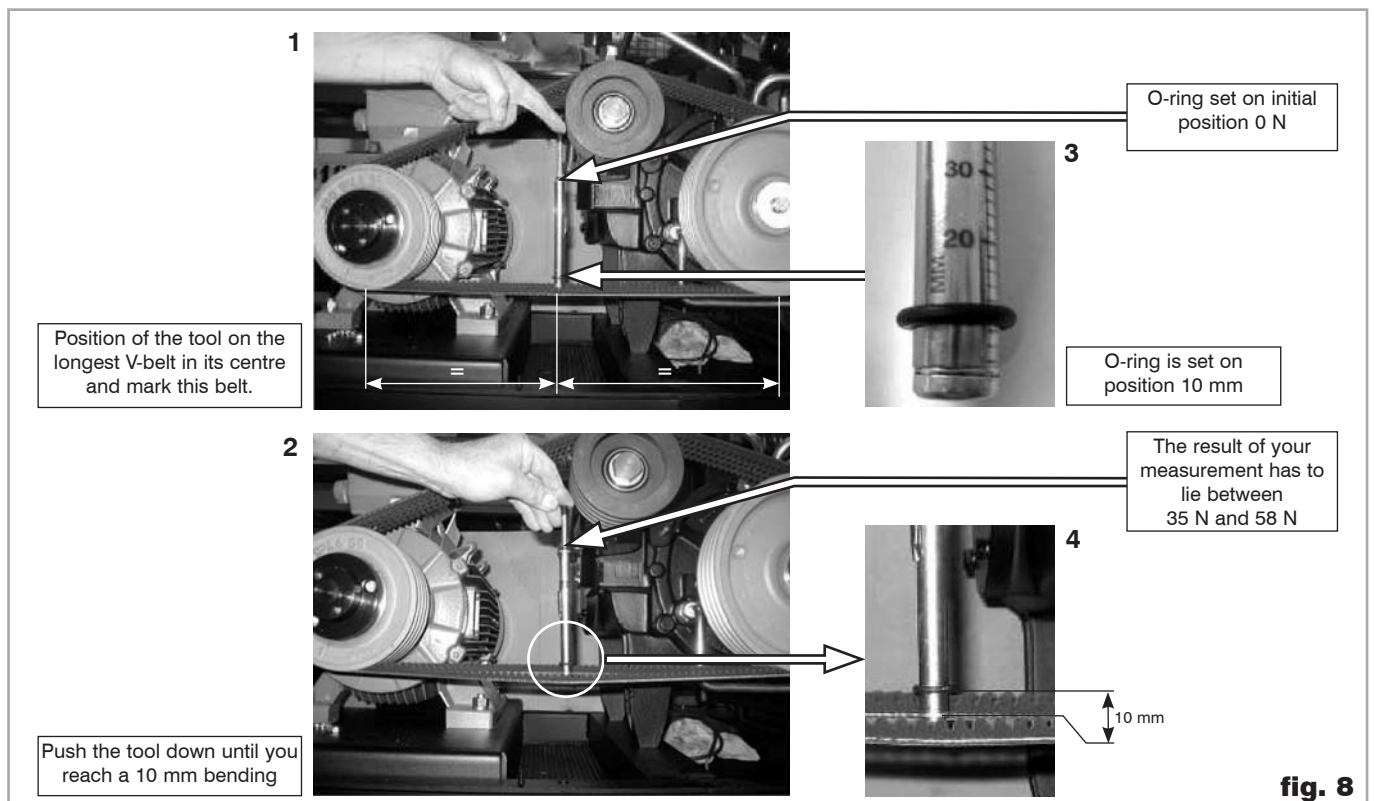 1
O-ring set on initial
position 0 N
3
30
20
MM
Position of the tool on the
longest V-belt in its centre
and mark this belt.
=
=
O-ring is set on
position 10 mm
2
The result of your
measurement has to
lie between
35 N and 58 N
4
10 mm
Push the tool down until you
reach a 10 mm bending
fig. 8